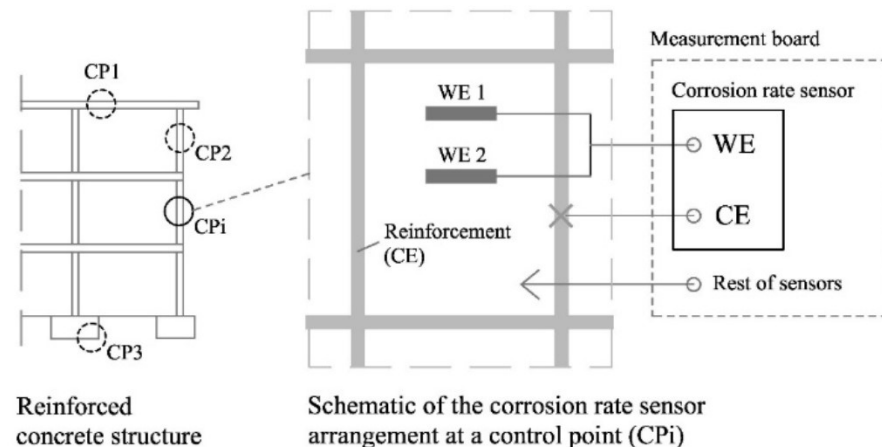 CP1
CP2
CPi
CP3
Reinforced
concrete structure
WE 1
WE 2
Reinforcement
(CE)
Measurement board
Corrosion rate sensor
WE
CE
Rest of sensors
Schematic of the corrosion rate sensor
arrangement at a control point (CPi)